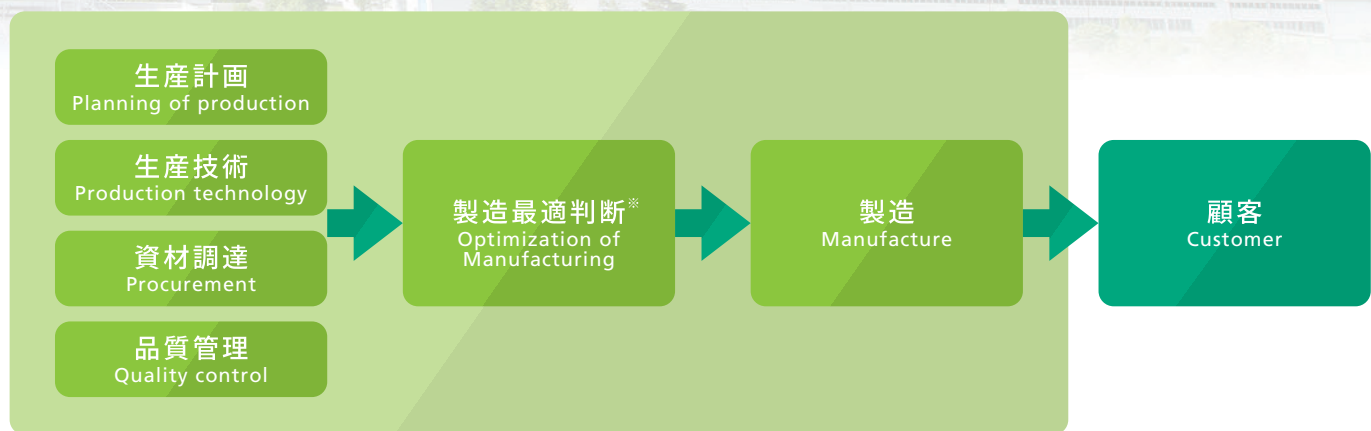 生産計画
Planning of production
生産技術
Production technology
資材調達
Procurement
品質管理
Quality control
製造最適判断※
Optimization of
Manufacturing
製造
Manufacture
顧客
Customer